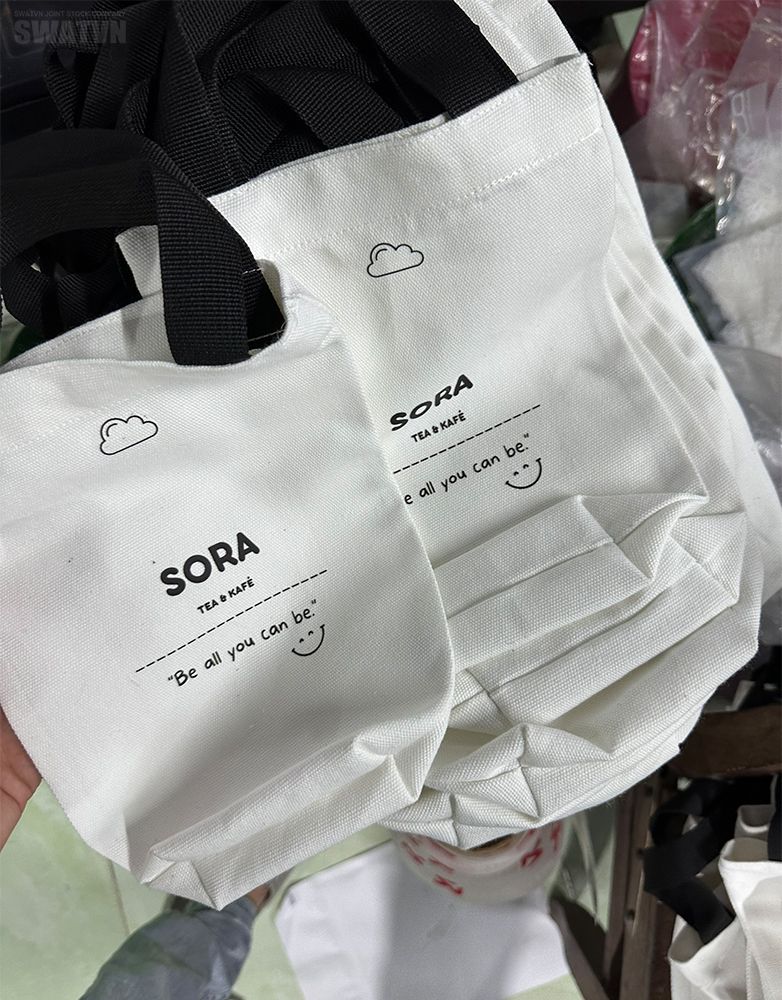 SWATVN JOINT STOCK COMPANY
SWATVN
SORA
TEA & KAFÉ
"Be all you can be."
SORA
TEA & KAFÉ
e all you can be."